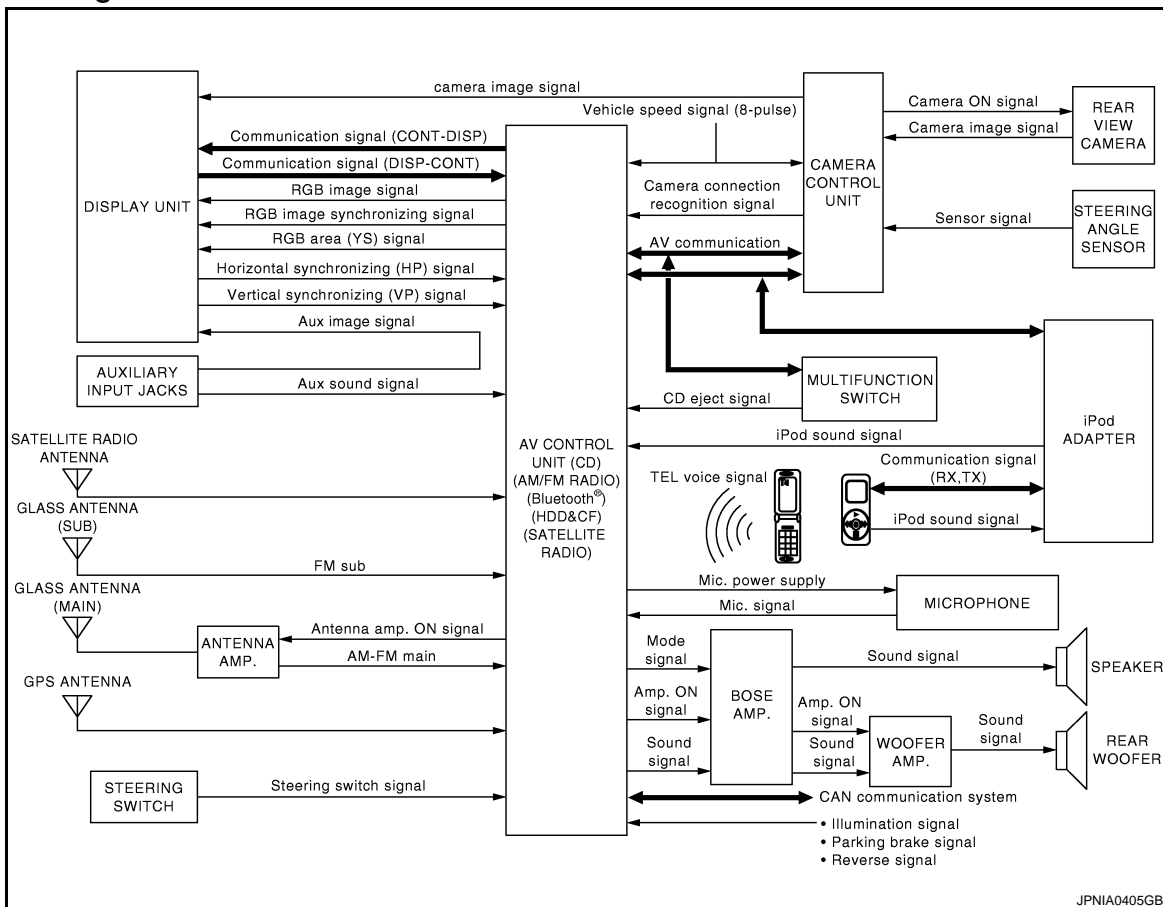 camera image signal
Vehicle speed signal (8-pulse)
Communication signal (CONT-DISP)
Communication signal (DISP-CONT)
RGB image signal
RGB image synchronizing signal
RGB area (YS) signal
Horizontal synchronizing (HP) signal
Vertical synchronizing (VP) signal
Aux image signal
Aux sound signal
DISPLAY UNIT
AUXILIARY
INPUT JACKS
Camera connection
recognition signal
AV communication
CAMERA
CONTROL
UNIT
Camera ON signal
Camera image signal
REAR
VIEW
CAMERA
Sensor signal
STEERING
ANGLE
SENSOR
MULTIFUNCTION
SWITCH
CD eject signal
iPod sound signal
iPod
ADAPTER
Communication signal
(RX,TX)
iPod sound signal
TEL voice signal
AV CONTROL
UNIT (CD)
(AM/FM RADIO)
(Bluetooth®)
(HDD&CF)
(SATELLITE
RADIO)
SATELLITE RADIO
ANTENNA
GLASS ANTENNA
(SUB)
FM sub
GLASS ANTENNA
(MAIN)
ANTENNA
AMP.
Antenna amp. ON signal
AM-FM main
GPS ANTENNA
STEERING
SWITCH
Steering switch signal
Mic. power supply
Mic. signal
MICROPHONE
Mode
signal
Amp. ON
signal
Sound
signal
BOSE
AMP.
Sound signal
SPEAKER
Amp. ON
signal
Sound
signal
WOOFER
AMP.
Sound
signal
REAR
WOOFER
CAN communication system
• Illumination signal
• Parking brake signal
• Reverse signal
JPNIA0405GB